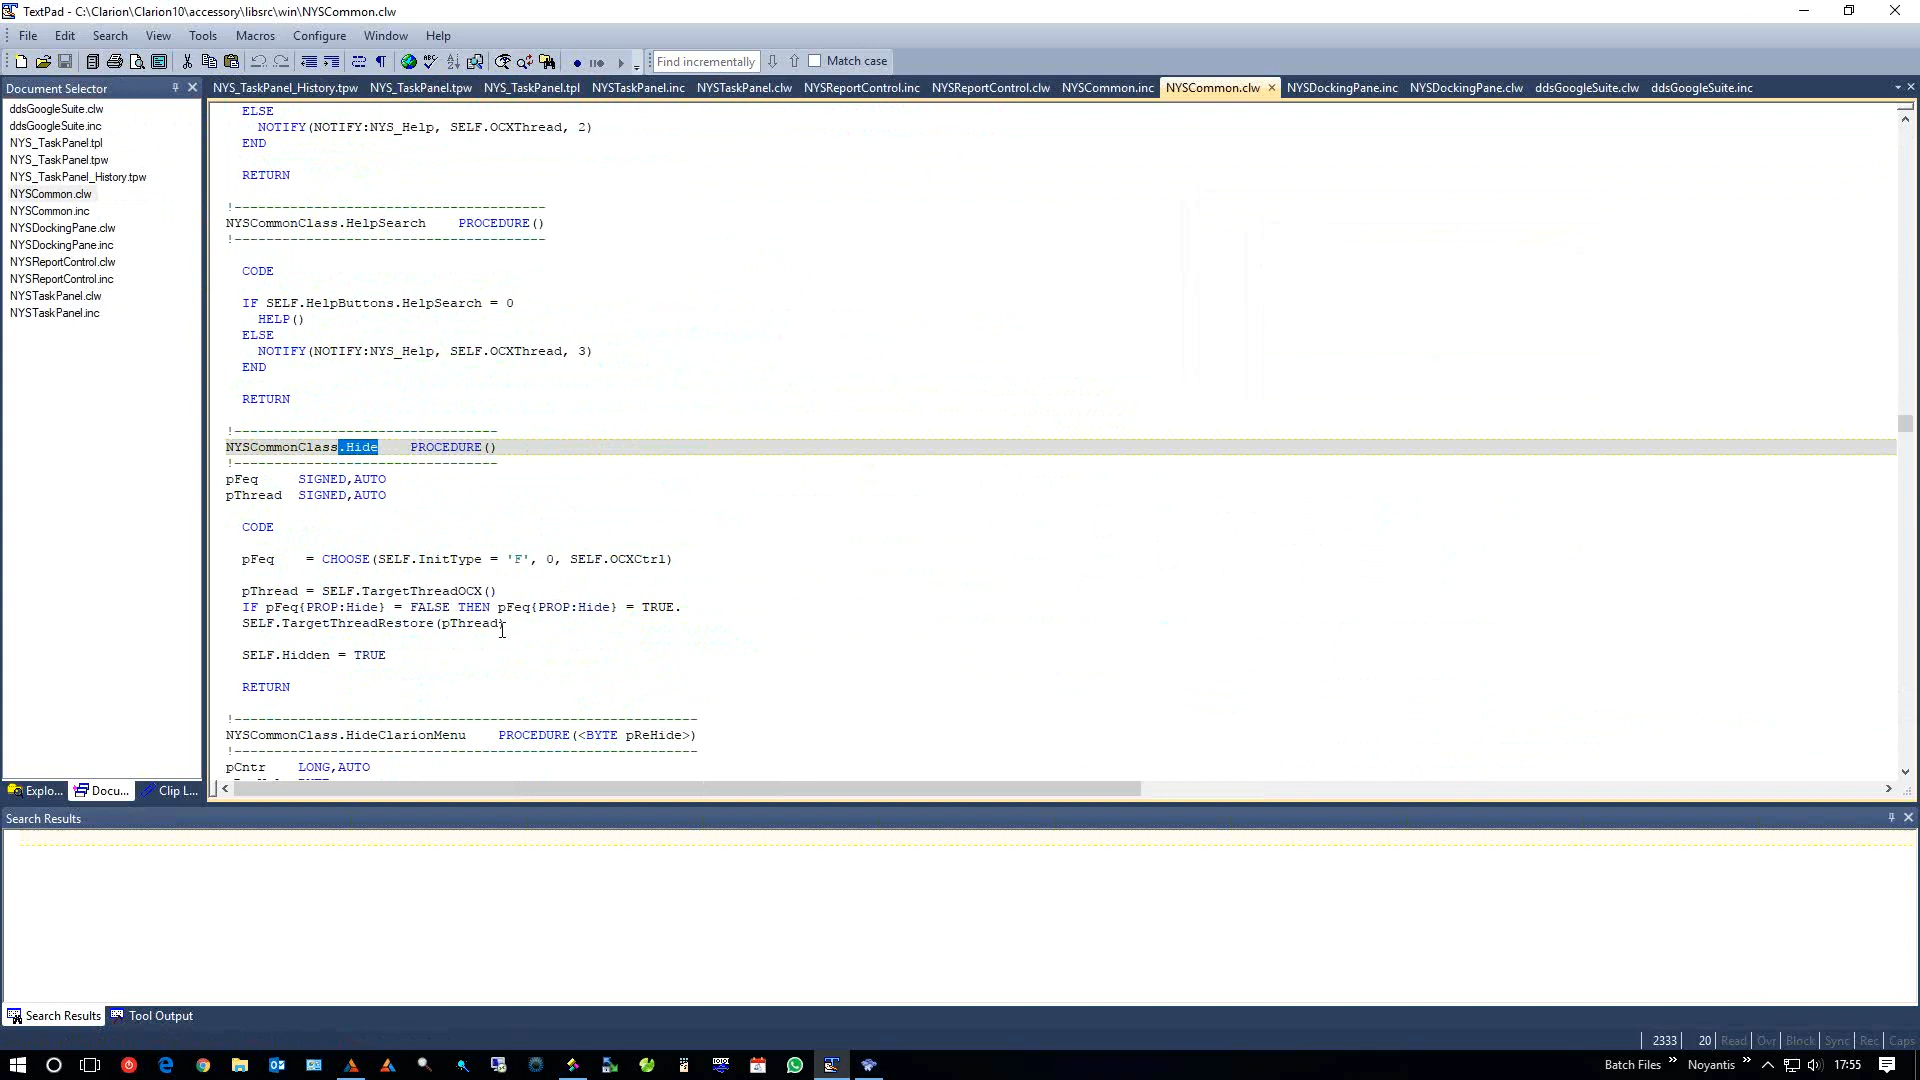 TextPad - C:\Clarion\Clarion10\accessory\libsrc\win\NYSCommon.clw
File Edit Search View Tools Macros Configure Window Help
Find incrementally Match case
Document Selector
NYS_TaskPanel_History.tpw NYS_TaskPanel.tpw NYS_TaskPanel.tpl NYSTaskPanel.inc NYSTaskPanel.clw NYSReportControl.inc NYSReportControl.clw NYSCommon.inc NYSCommon.clw NYSDockingPane.inc NYSDockingPane.clw ddsGoogleSuite.clw ddsGoogleSuite.inc
ddsGoogleSuite.clw
ddsGoogleSuite.inc
NYS_TaskPanel.tpl
NYS_TaskPanel.tpw
NYS_TaskPanel_History.tpw
NYSCommon.clw
NYSCommon.inc
NYSDockingPane.clw
NYSDockingPane.inc
NYSReportControl.clw
NYSReportControl.inc
NYSTaskPanel.clw
NYSTaskPanel.inc
Explo... Docu... Clip L...
ELSE
NOTIFY(NOTIFY:NYS_Help, SELF.OCXThread, 2)
END
RETURN
!---------------------------------------
NYSCommonClass.HelpSearch    PROCEDURE()
!---------------------------------------
CODE
IF SELF.HelpButtons.HelpSearch = 0
HELP()
ELSE
NOTIFY(NOTIFY:NYS_Help, SELF.OCXThread, 3)
END
RETURN
!---------------------------------
NYSCommonClass.Hide    PROCEDURE()
!---------------------------------
pFeq     SIGNED,AUTO
pThread  SIGNED,AUTO
CODE
pFeq    = CHOOSE(SELF.InitType = 'F', 0, SELF.OCXCtrl)
pThread = SELF.TargetThreadOCX()
IF pFeq{PROP:Hide} = FALSE THEN pFeq{PROP:Hide} = TRUE.
SELF.TargetThreadRestore(pThread)
SELF.Hidden = TRUE
RETURN
!----------------------------------------------------------
NYSCommonClass.HideClarionMenu    PROCEDURE(<BYTE pReHide>)
!----------------------------------------------------------
pCntr    LONG,AUTO
Search Results
Search Results Tool Output
2333 20 Read Ovr Block Sync Rec Caps
Batch Files Noyantis 17:55